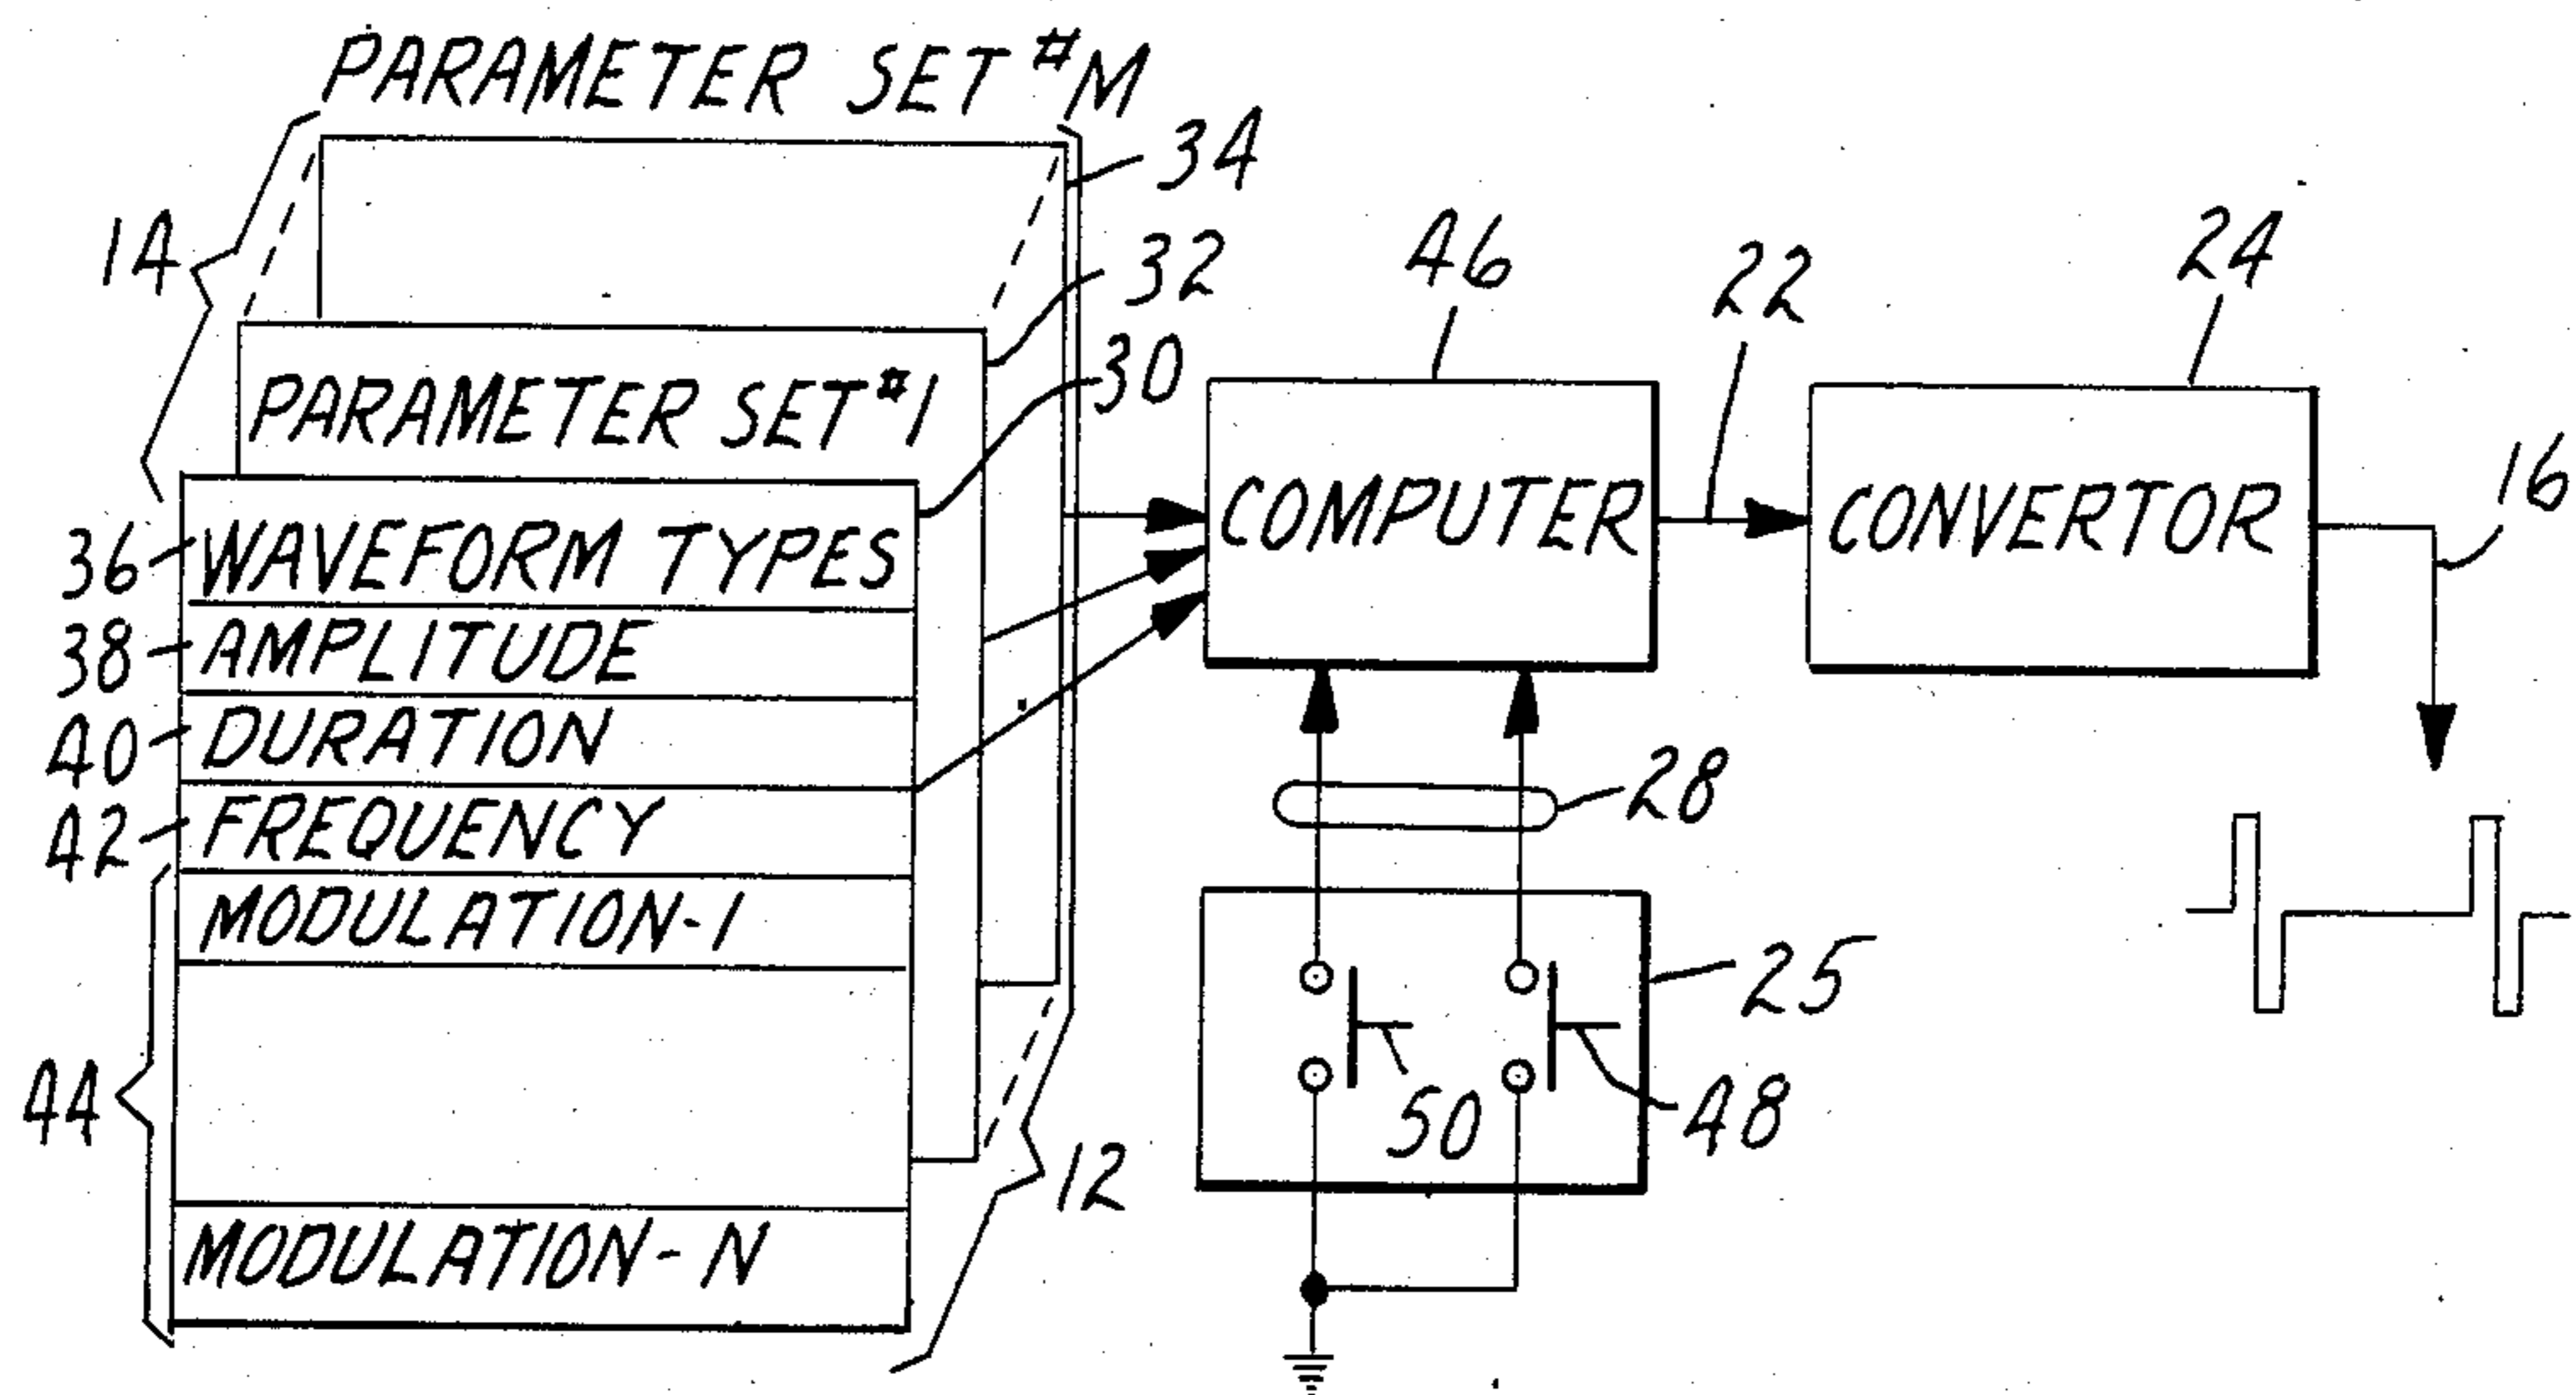 PARAMETER SET #M
14
34
32
30
PARAMETER SET #1
36
WAVEFORM TYPES
38
AMPLITUDE
40
DURATION
42
FREQUENCY
44
MODULATION-1
MODULATION-N
12
46
COMPUTER
22
24
CONVERTOR
16
28
25
50
48